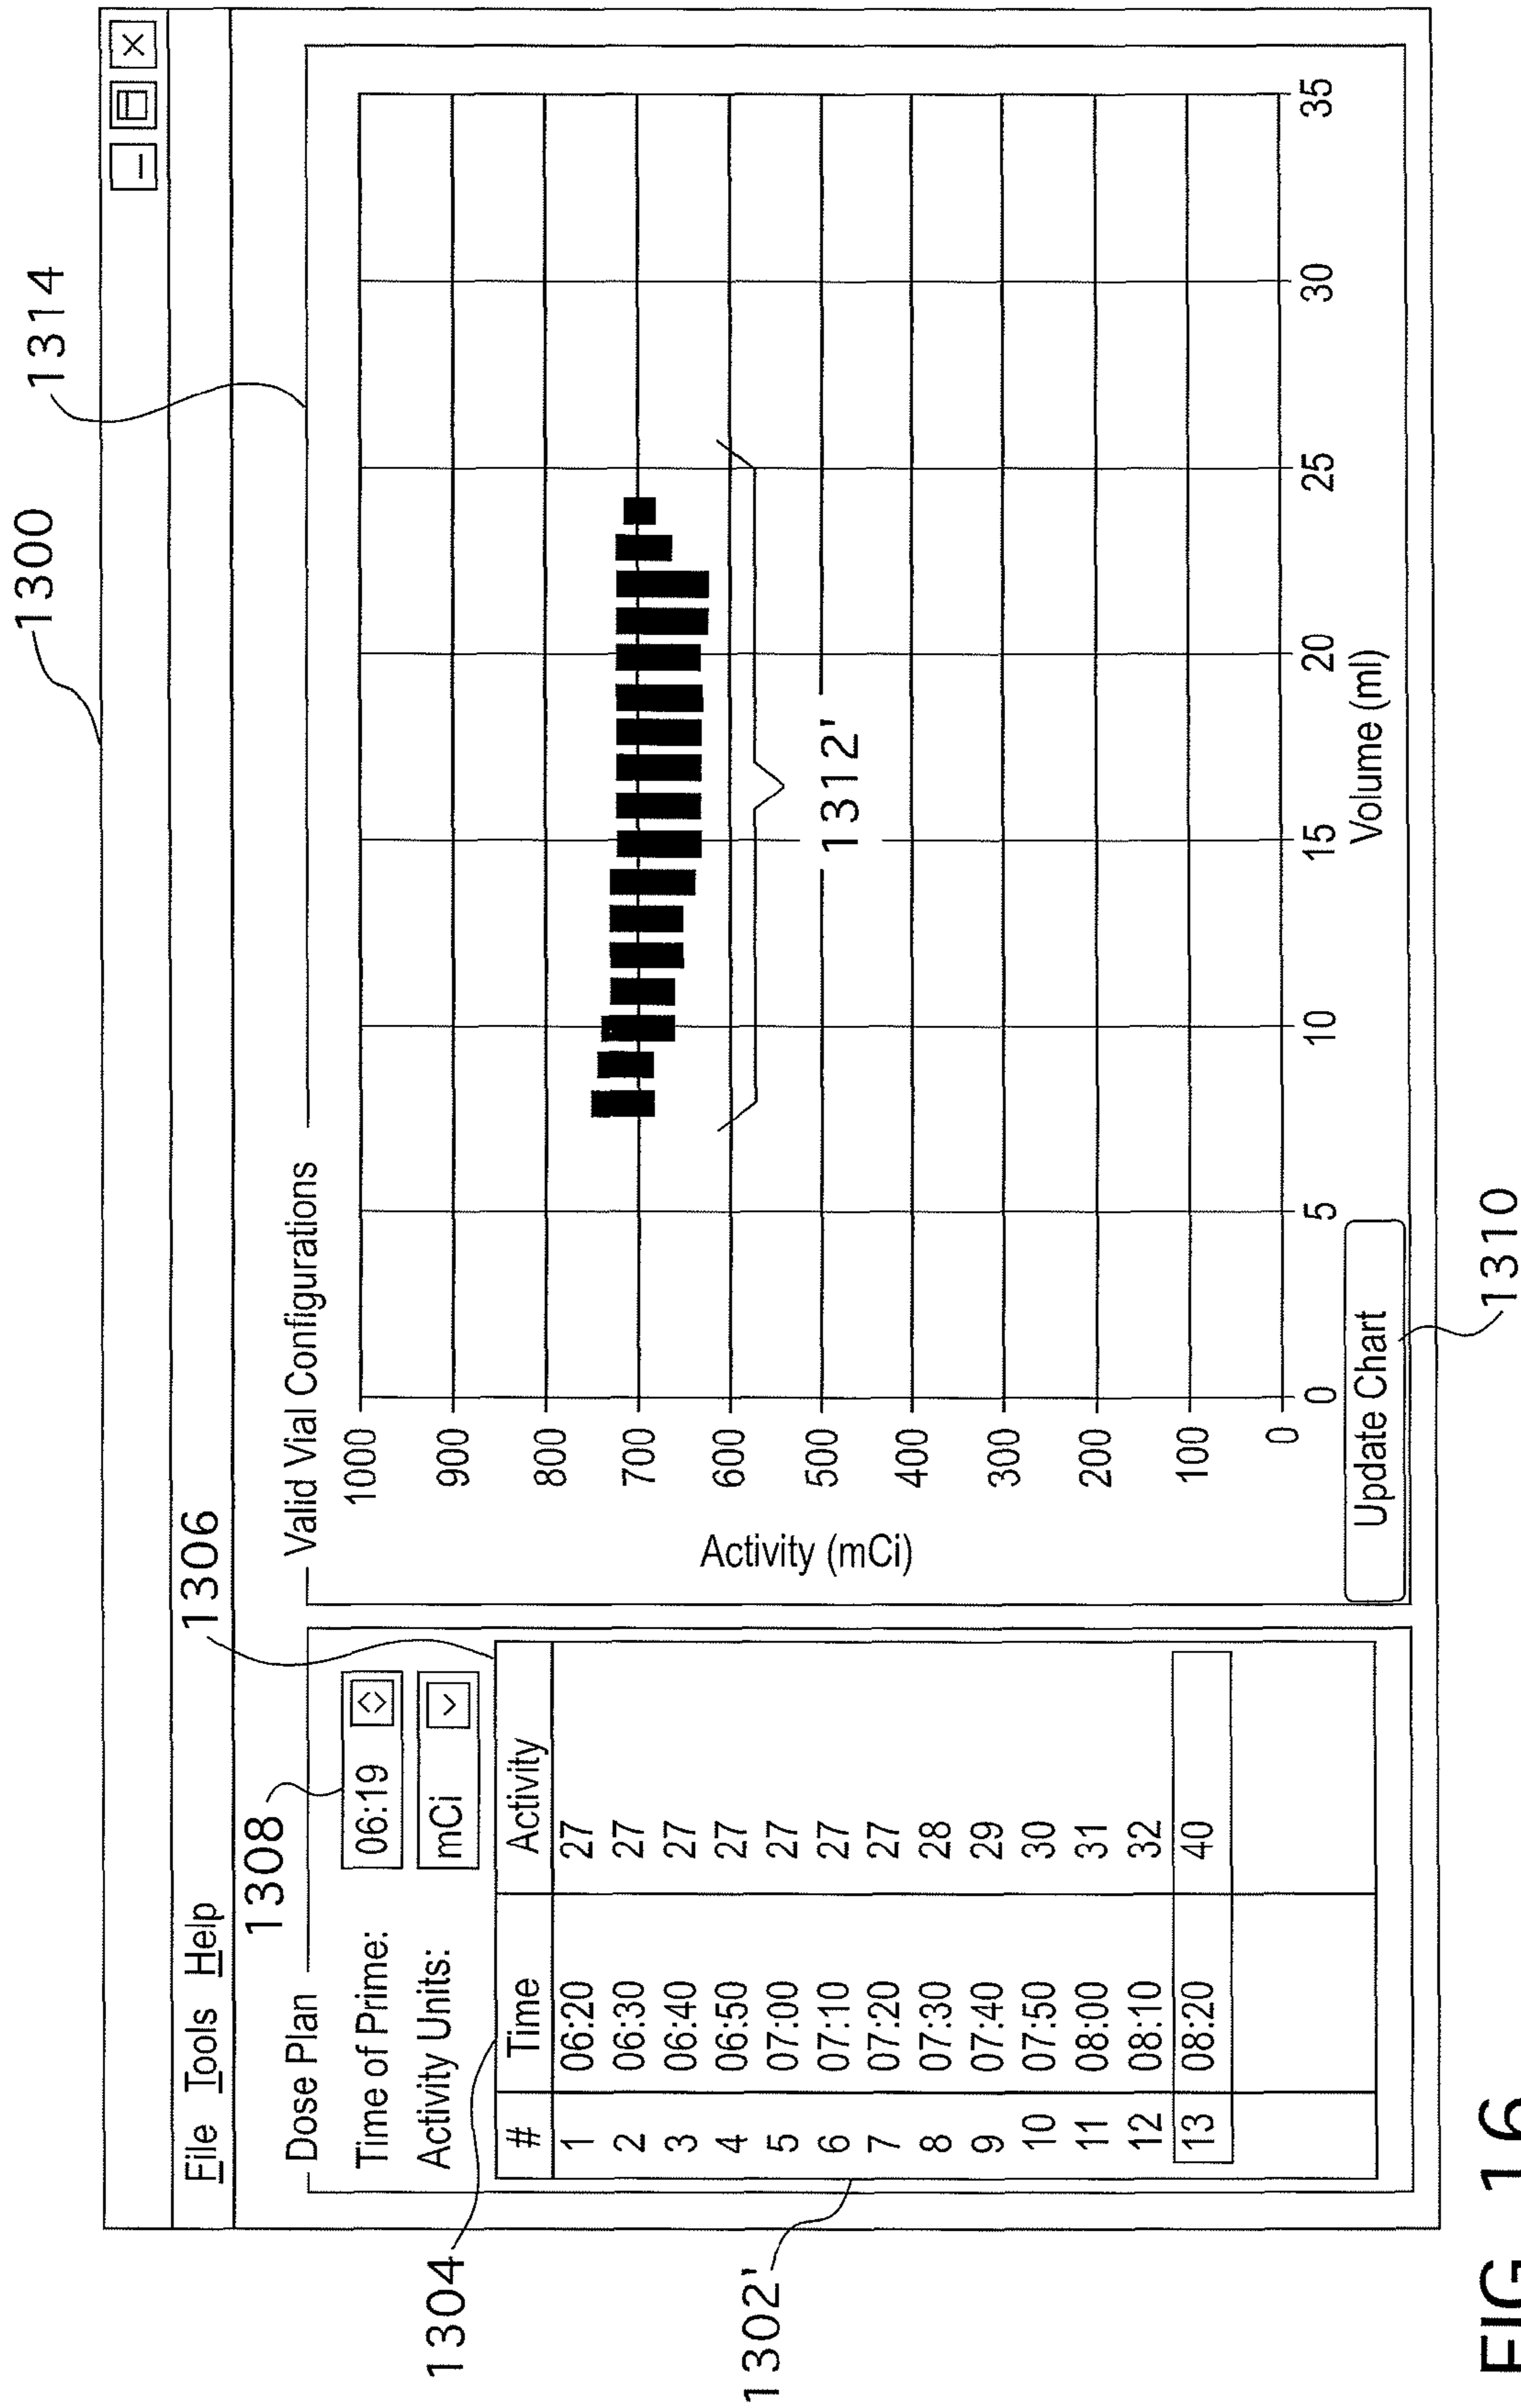 1300
1314
File Tools Help
1306
1308
Dose Plan
Time of Prime: 06:19
Activity Units: mCi
1304
# Time Activity
1 06:20 27
2 06:30 27
3 06:40 27
4 06:50 27
5 07:00 27
6 07:10 27
7 07:20 27
8 07:30 28
9 07:40 29
10 07:50 30
11 08:00 31
12 08:10 32
13 08:20 40
1302'
Valid Vial Configurations
Activity (mCi)
1000
900
800
700
600
500
400
300
200
100
0
1312'
0 5 10 15 20 25 30 35
Volume (ml)
Update Chart
1310
FIG. 16